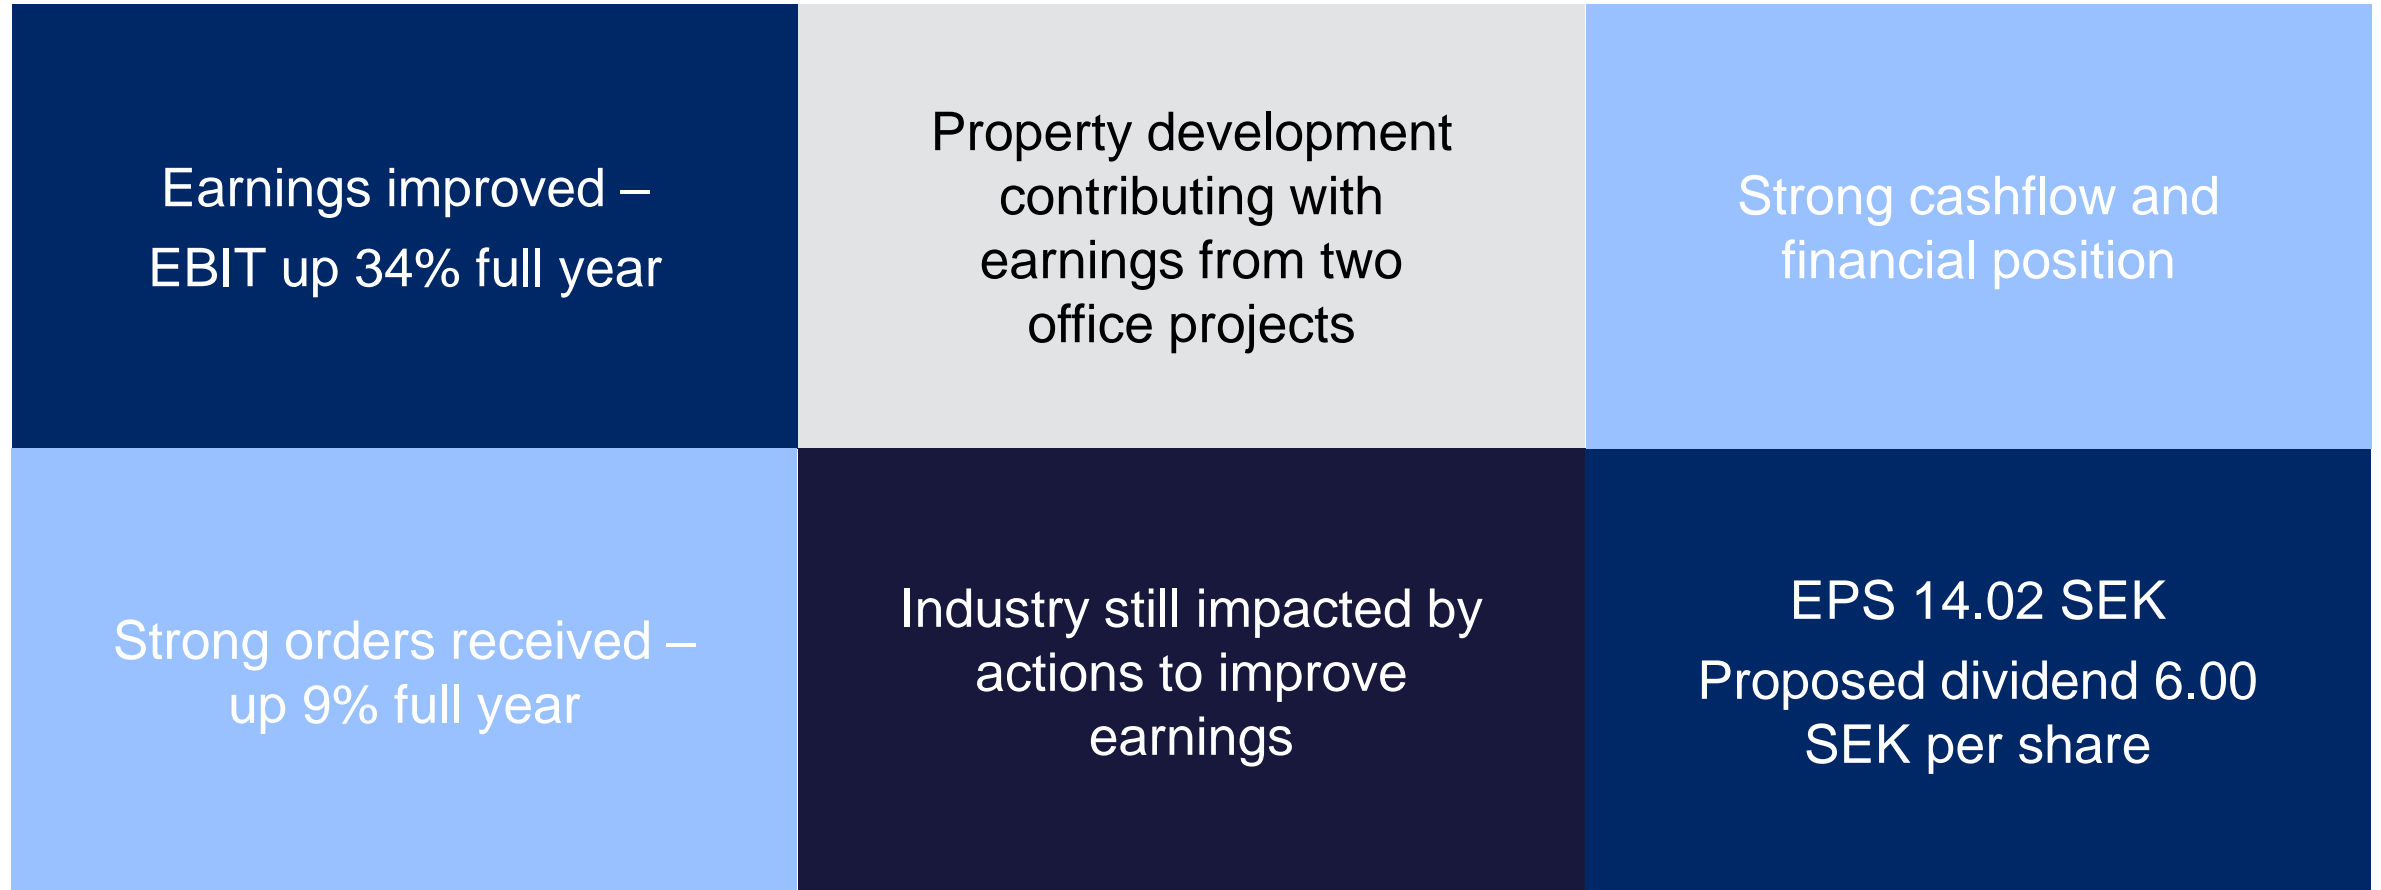 Earnings improved –
EBIT up 34% full year
Property development
contributing with
earnings from two
office projects
Strong cashflow and
financial position
Strong orders received –
up 9% full year
Industry still impacted by
actions to improve
earnings
EPS 14.02 SEK
Proposed dividend 6.00
SEK per share